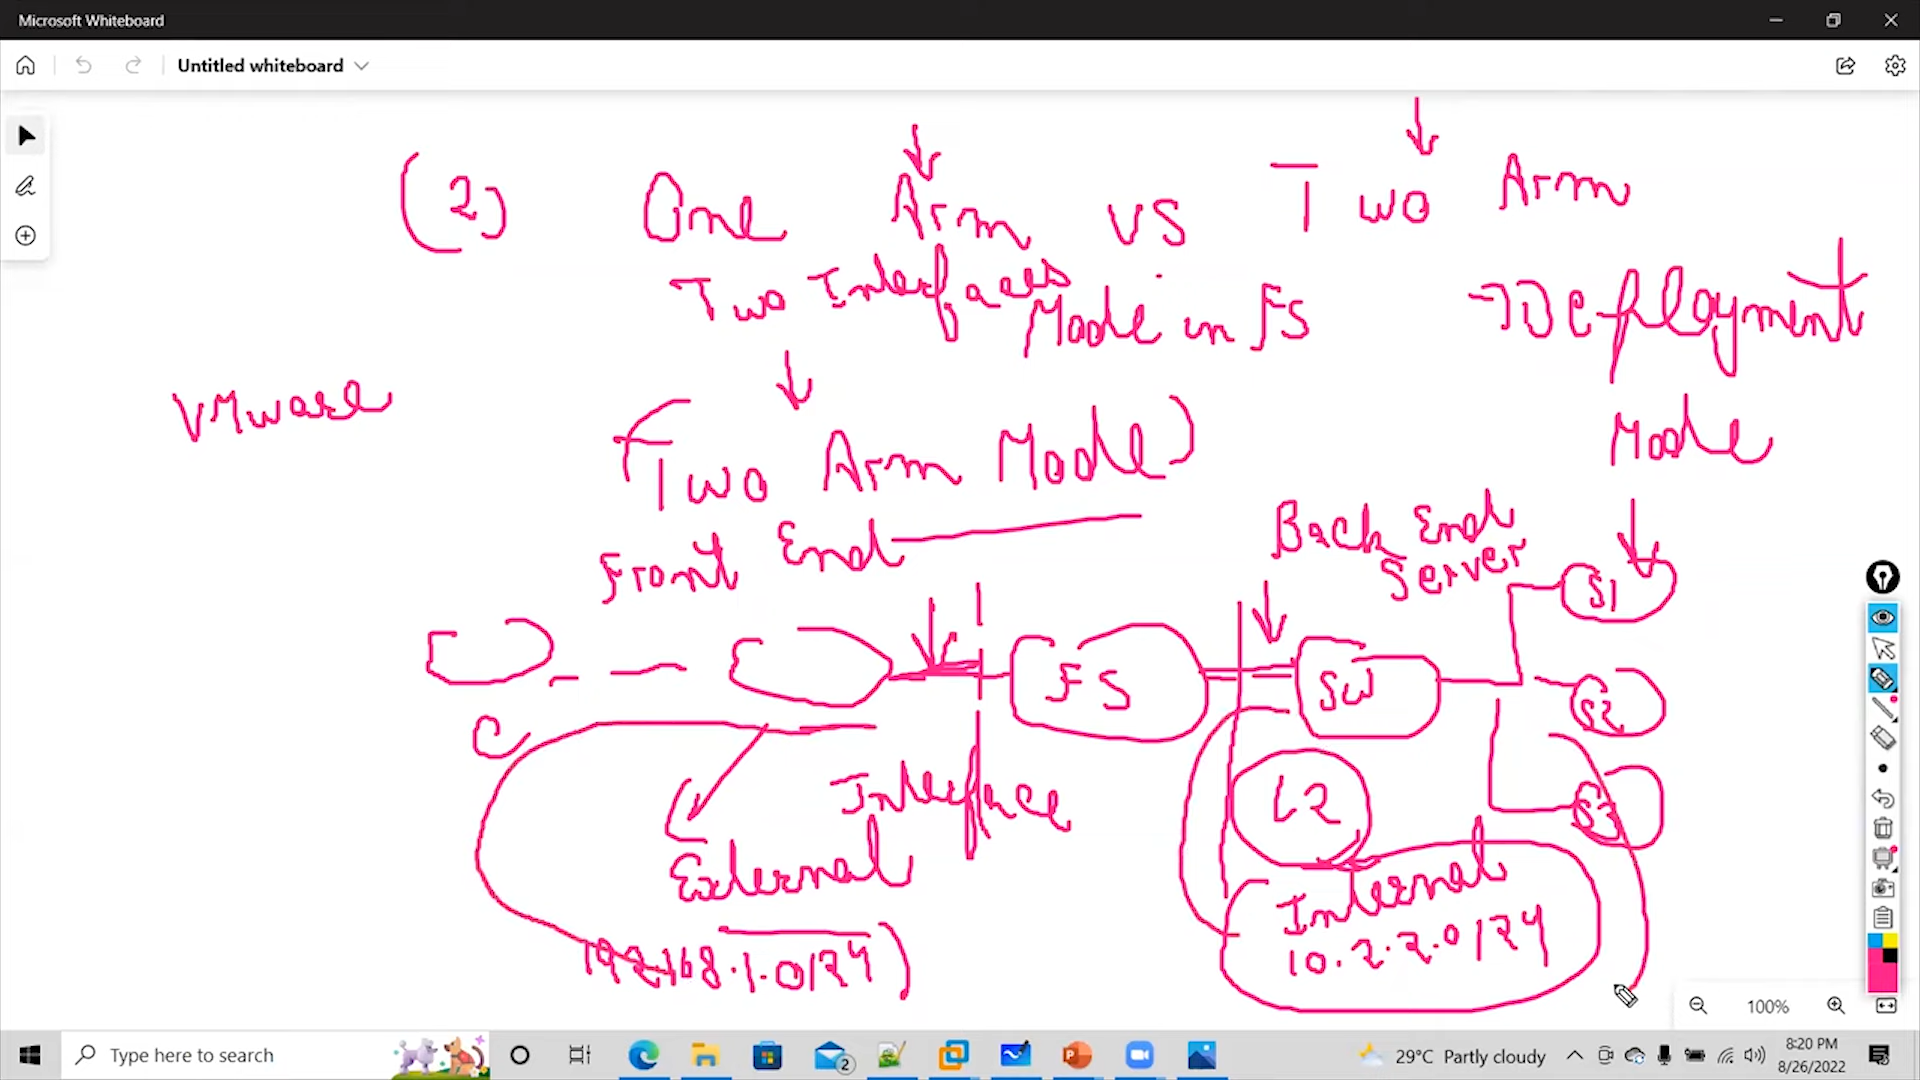 Microsoft Whiteboard
Untitled whiteboard
(2) One Arm VS Two Arm
Two Interfaces
Mode in FS
Deployment
Mode
VMware
(Two Arm Mode)
Front End
Back End
Server
S1
FS
SW
S2
C
L2
S3
Interface
External
Internal
192.168.1.0/24)
10.2.2.0/24
100%
Type here to search
2
29°C Partly cloudy
8:20 PM
8/26/2022